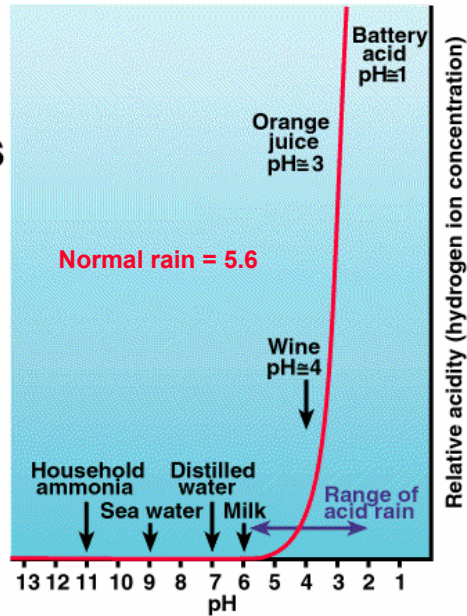 Battery
acid
pH≅1
Orange
juice
pH≅3
Normal rain = 5.6
Wine
pH≅4
Household
ammonia
Distilled
water
Sea water
Milk
Range of
acid rain
13 12 11 10 9 8 7 6 5 4 3 2 1
pH
Relative acidity (hydrogen ion concentration)
s